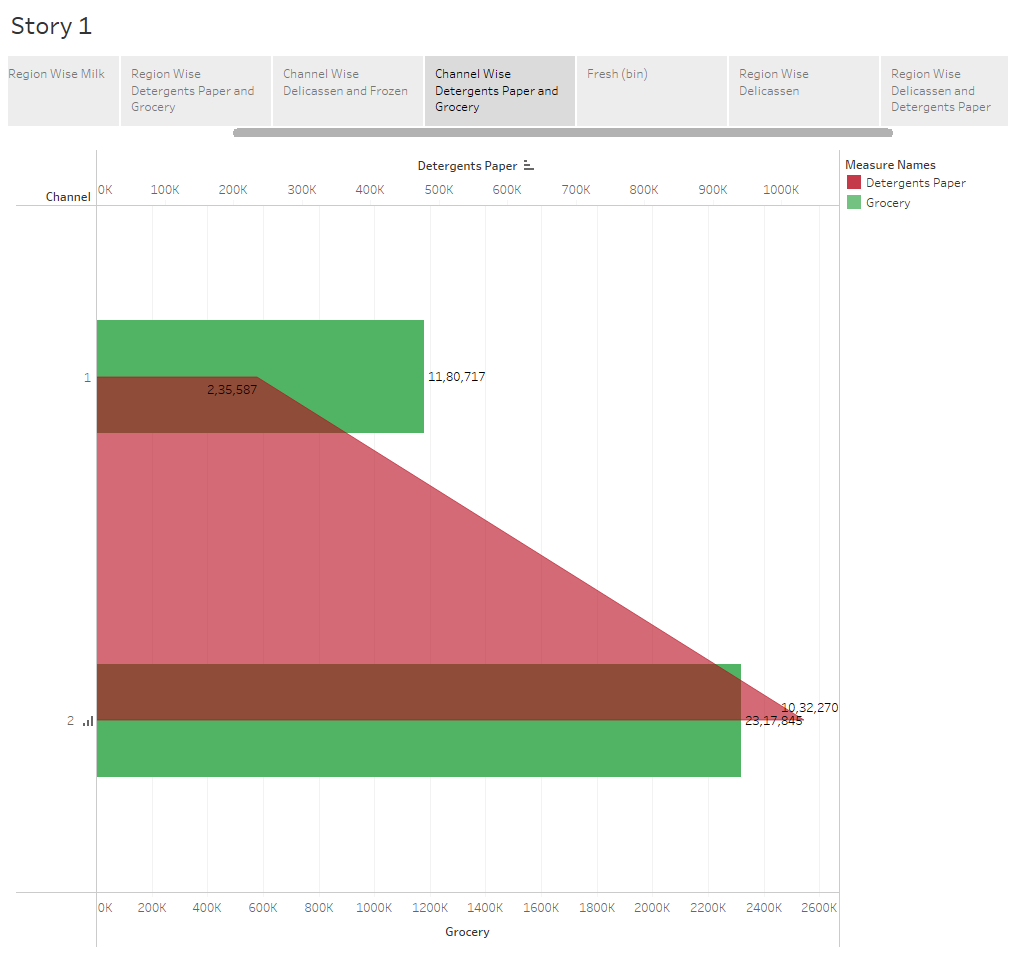 Story 1
Region Wise Milk
Region Wise
Detergents Paper and
Grocery
Channel Wise
Delicassen and Frozen
Channel Wise
Detergents Paper and
Grocery
Fresh (bin)
Region Wise
Delicassen
Region Wise
Delicassen and
Detergents Paper
Detergents Paper
Channel
0K 100K 200K 300K 400K 500K 600K 700K 800K 900K 1000K
Measure Names
Detergents Paper
Grocery
1
11,80,717
2,35,587
10,32,270
2
23,17,845
0K 200K 400K 600K 800K 1000K 1200K 1400K 1600K 1800K 2000K 2200K 2400K 2600K
Grocery